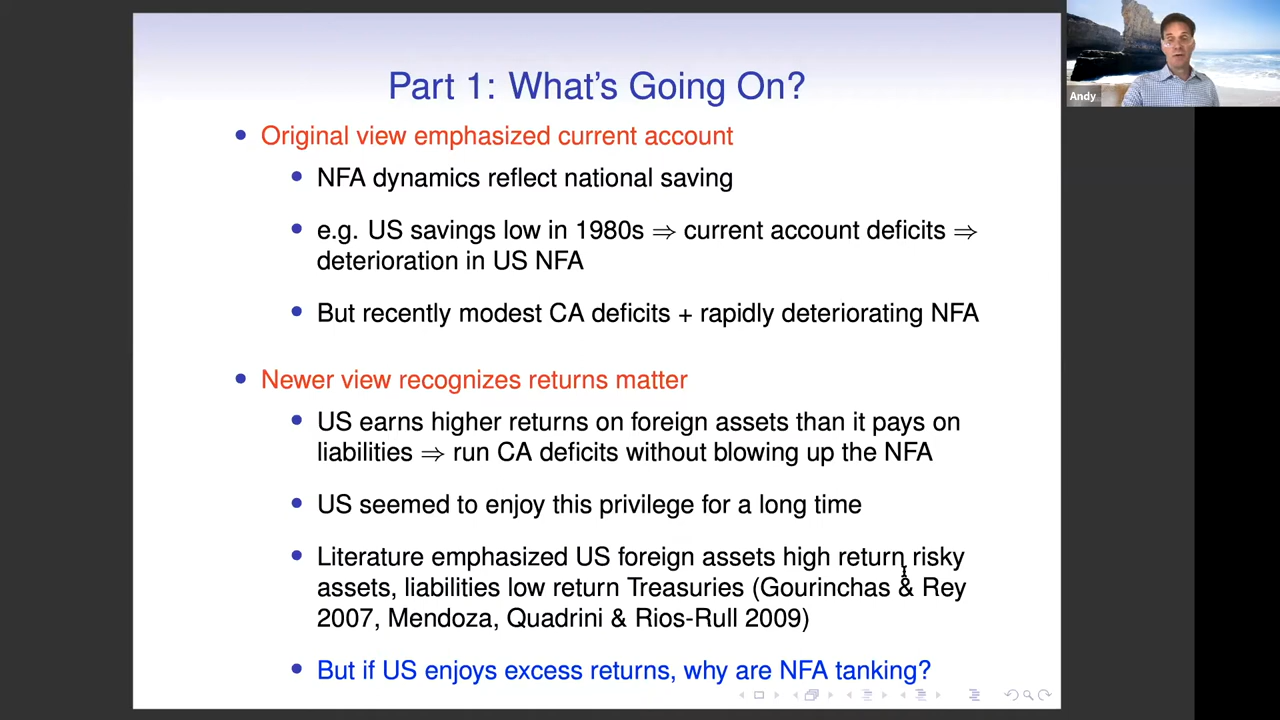 Part 1: What's Going On?
Original view emphasized current account
NFA dynamics reflect national saving
e.g. US savings low in 1980s ⇒ current account deficits ⇒
deterioration in US NFA
But recently modest CA deficits + rapidly deteriorating NFA
Newer view recognizes returns matter
US earns higher returns on foreign assets than it pays on
liabilities ⇒ run CA deficits without blowing up the NFA
US seemed to enjoy this privilege for a long time
Literature emphasized US foreign assets high return risky
assets, liabilities low return Treasuries (Gourinchas & Rey
2007, Mendoza, Quadrini & Rios-Rull 2009)
But if US enjoys excess returns, why are NFA tanking?
Andy